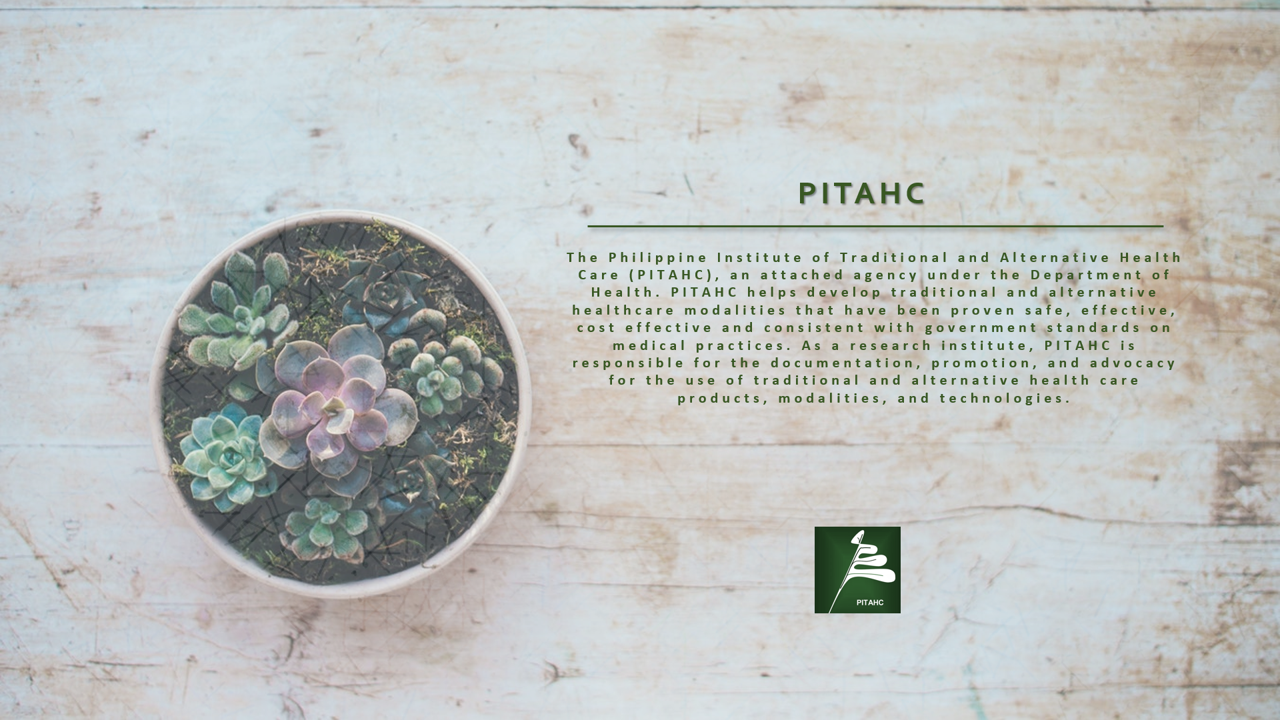 PITAHC
The Philippine Institute of Traditional and Alternative Health
Care (PITAHC), an attached agency under the Department of
Health. PITAHC helps develop traditional and alternative
healthcare modalities that have been proven safe, effective,
cost effective and consistent with government standards on
medical practices. As a research institute, PITAHC is
responsible for the documentation, promotion, and advocacy
for the use of traditional and alternative health care
products, modalities, and technologies.
PITAHC